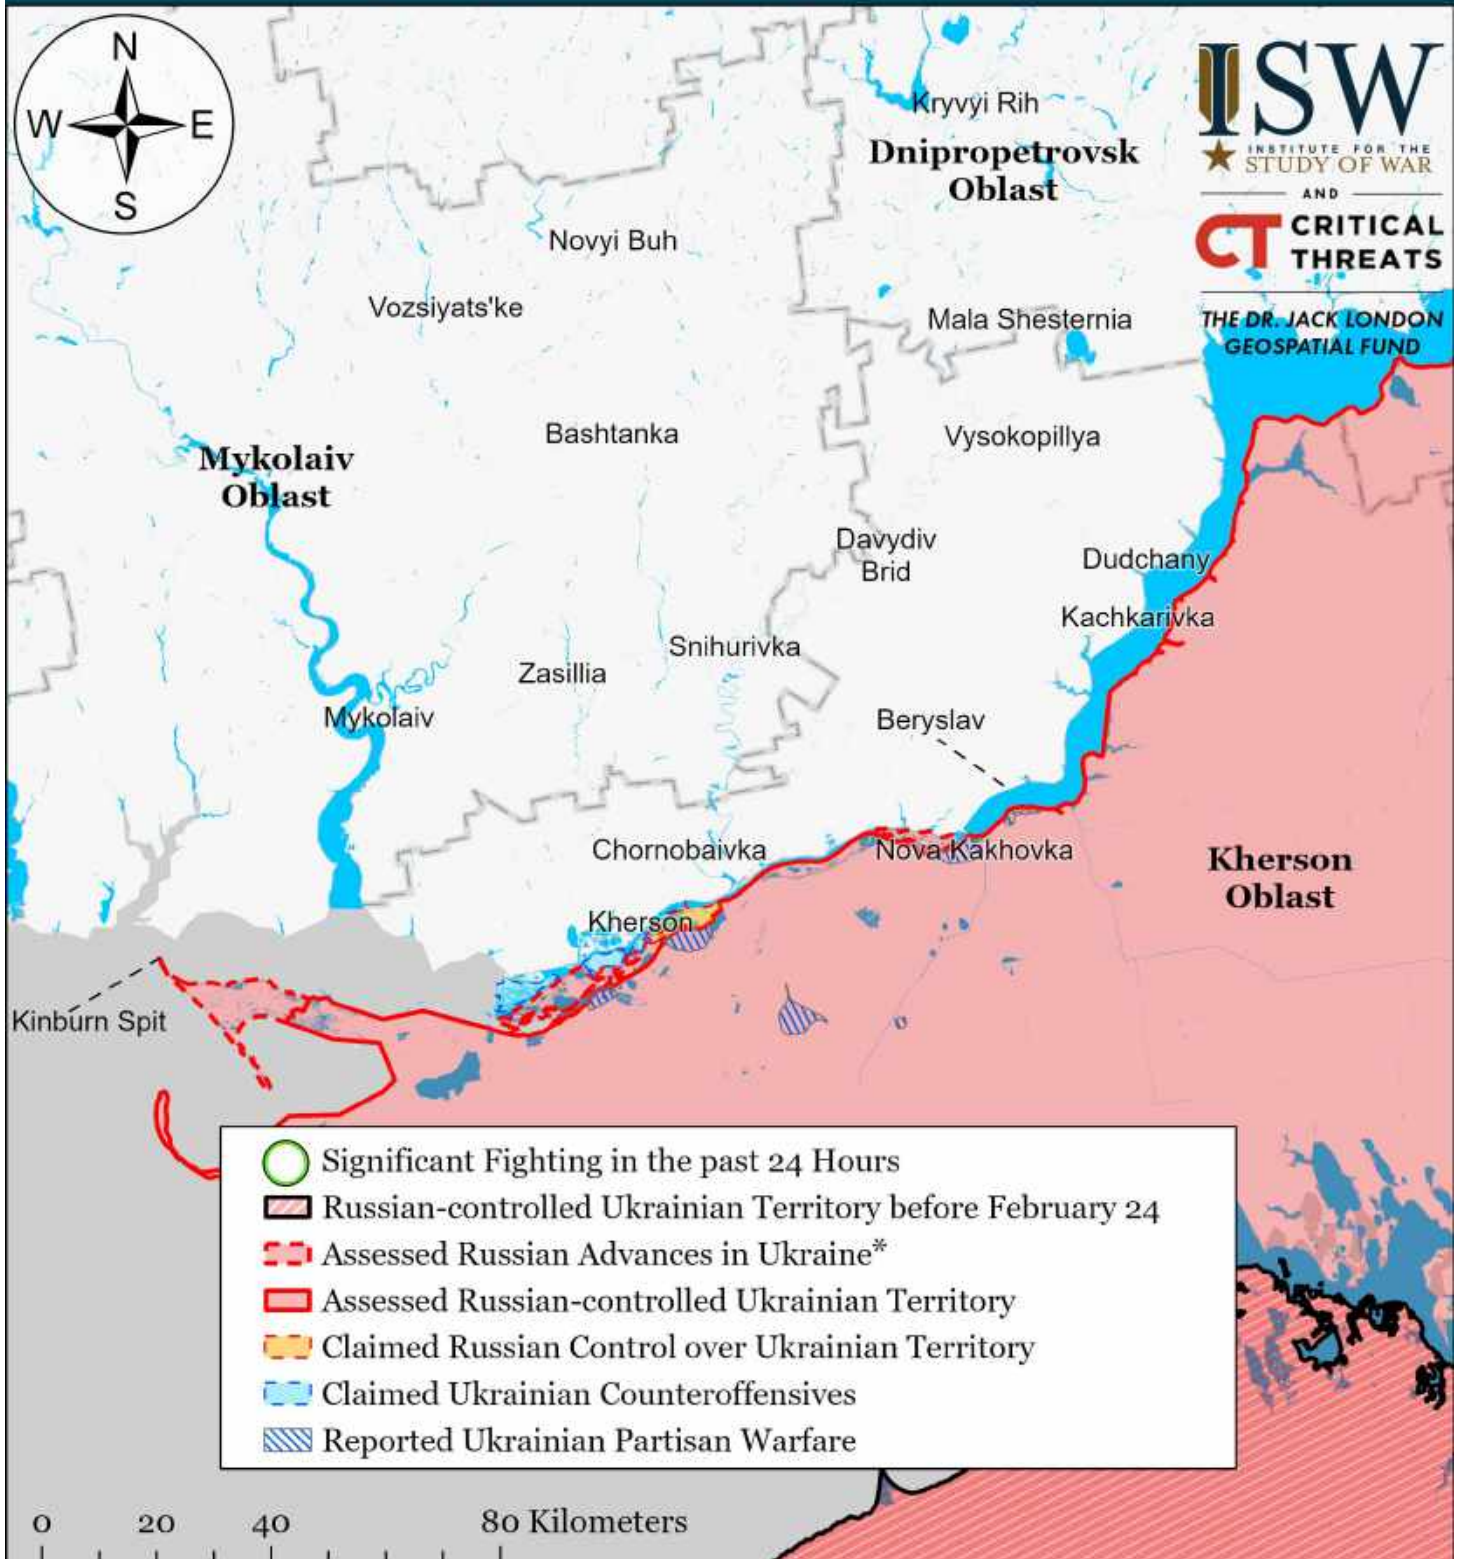 N
W E
S
ISW
INSTITUTE FOR THE
STUDY OF WAR
AND
CT CRITICAL
THREATS
THE DR. JACK LONDON
GEOSPATIAL FUND
Kryvyi Rih
Dnipropetrovsk
Oblast
Novyi Buh
Vozsiyats'ke
Mala Shesternia
Bashtanka
Vysokopillya
Mykolaiv
Oblast
Davydiv
Brid
Dudchany
Kachkarivka
Snihurivka
Zasillia
Mykolaiv
Beryslav
Chornobaivka
Nova Kakhovka
Kherson
Oblast
Kherson
Kinburn Spit
Significant Fighting in the past 24 Hours
Russian-controlled Ukrainian Territory before February 24
Assessed Russian Advances in Ukraine*
Assessed Russian-controlled Ukrainian Territory
Claimed Russian Control over Ukrainian Territory
Claimed Ukrainian Counteroffensives
Reported Ukrainian Partisan Warfare
0 20 40 80 Kilometers